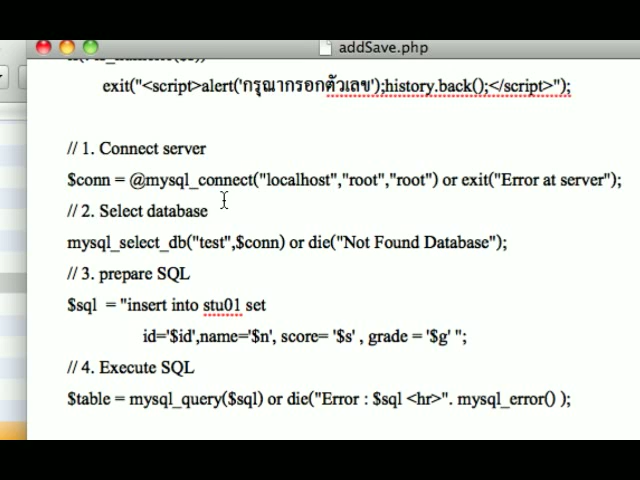 addSave.php
exit("<script>alert('กรุณากรอกตัวเลข');history.back();</script>");
// 1. Connect server
$conn = @mysql_connect("localhost","root","root") or exit("Error at server");
// 2. Select database
mysql_select_db("test",$conn) or die("Not Found Database");
// 3. prepare SQL
$sql  = "insert into stu01 set
id='$id',name='$n', score= '$s' , grade = '$g' ";
// 4. Execute SQL
$table = mysql_query($sql) or die("Error : $sql <hr>". mysql_error() );